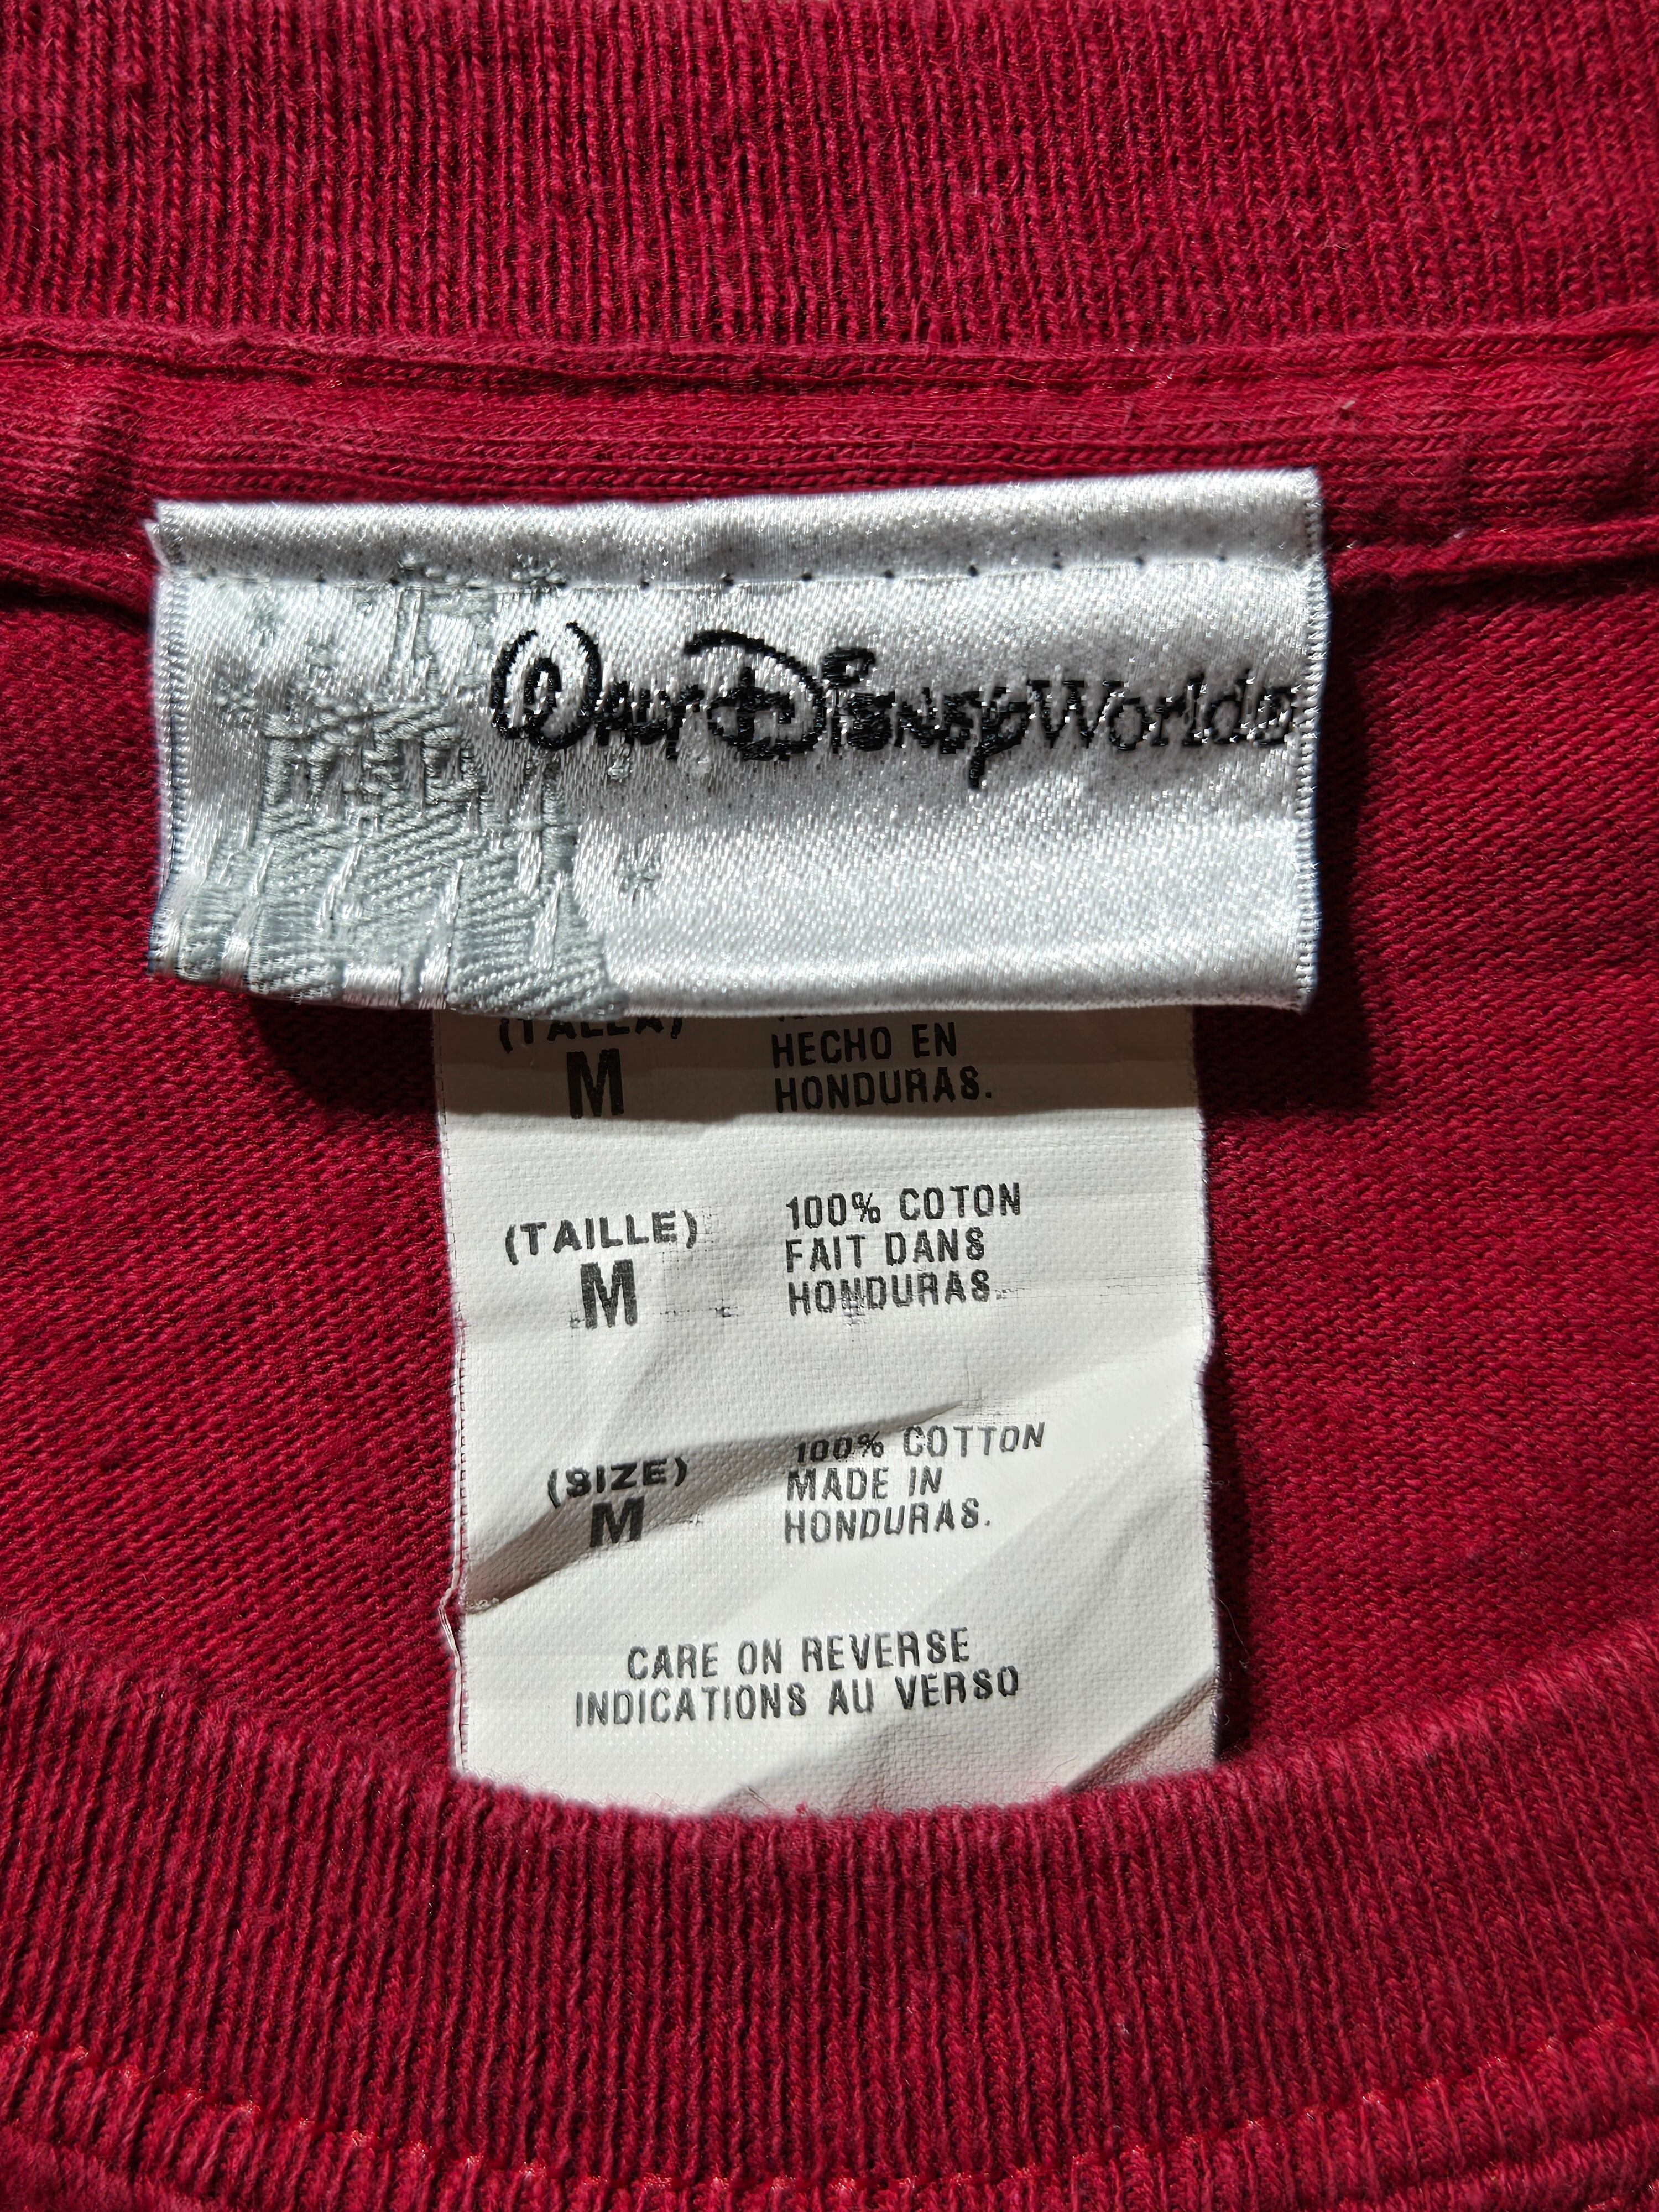 Walt Disney World®
(TALLA)
M
HECHO EN
HONDURAS.
(TAILLE)
M
100% COTON
FAIT DANS
HONDURAS.
(SIZE)
M
100% COTTON
MADE IN
HONDURAS.
CARE ON REVERSE
INDICATIONS AU VERSO